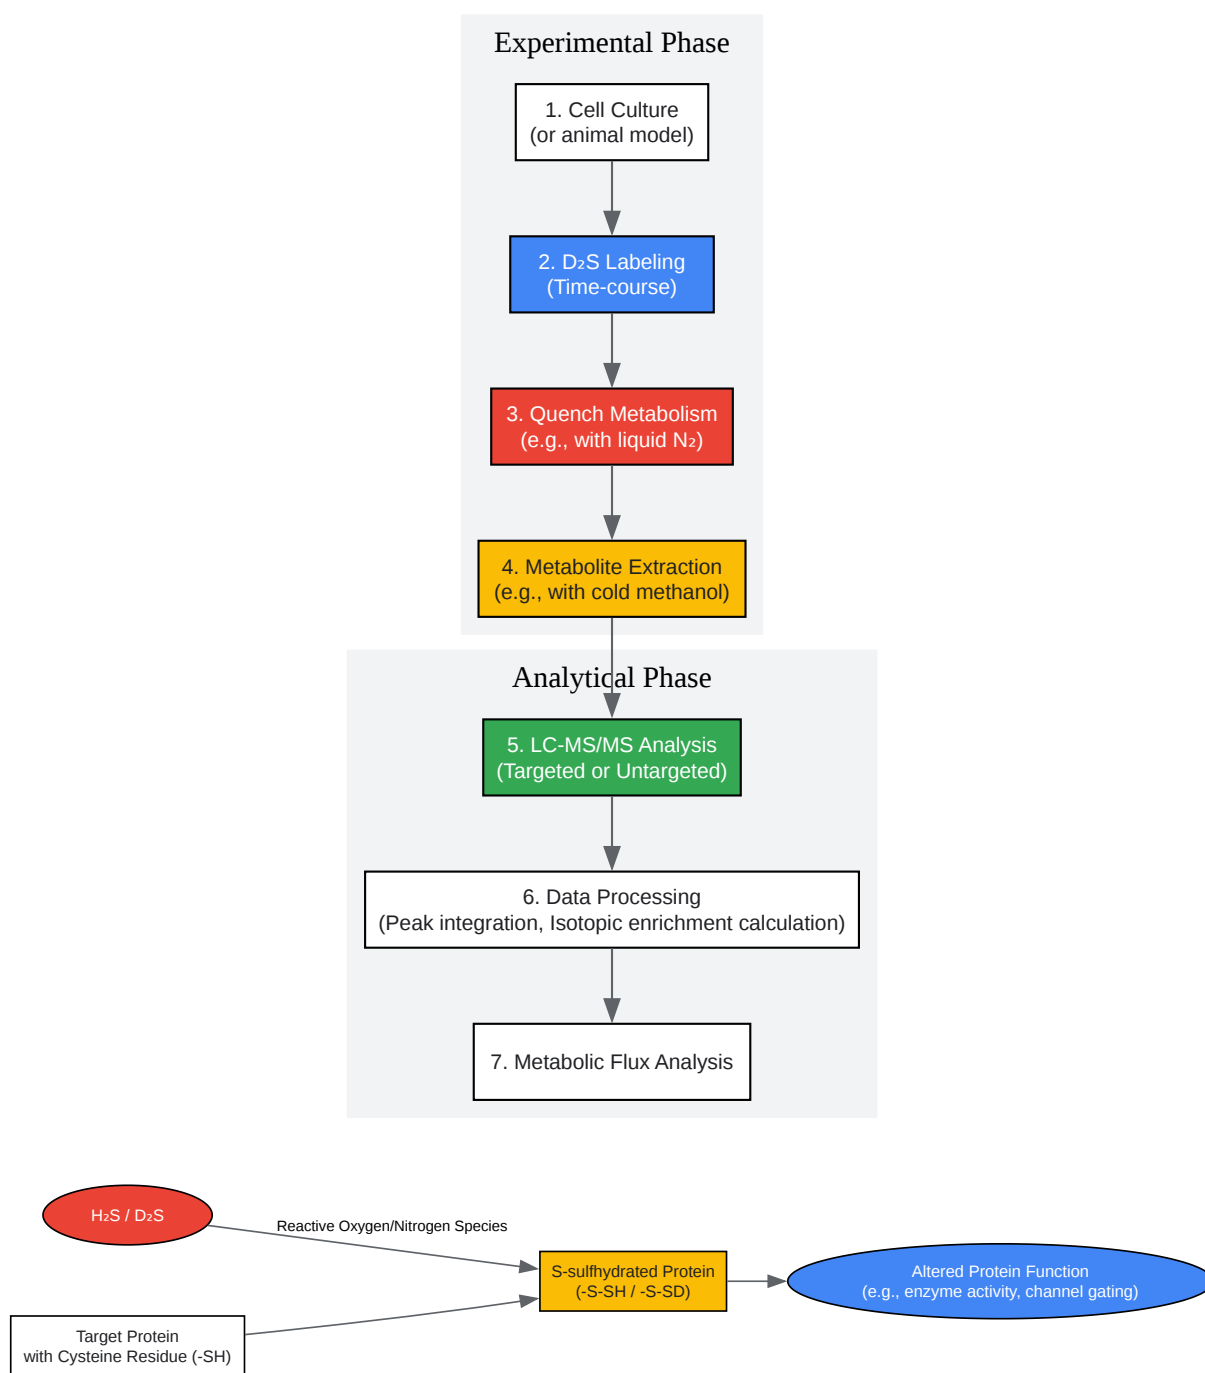 Experimental Phase
1. Cell Culture
(or animal model)
2. D₂S Labeling
(Time-course)
3. Quench Metabolism
(e.g., with liquid N₂)
4. Metabolite Extraction
(e.g., with cold methanol)
Analytical Phase
5. LC-MS/MS Analysis
(Targeted or Untargeted)
6. Data Processing
(Peak integration, Isotopic enrichment calculation)
7. Metabolic Flux Analysis
H₂S / D₂S
Reactive Oxygen/Nitrogen Species
S-sulfhydrated Protein
(-S-SH / -S-SD)
Altered Protein Function
(e.g., enzyme activity, channel gating)
Target Protein
with Cysteine Residue (-SH)